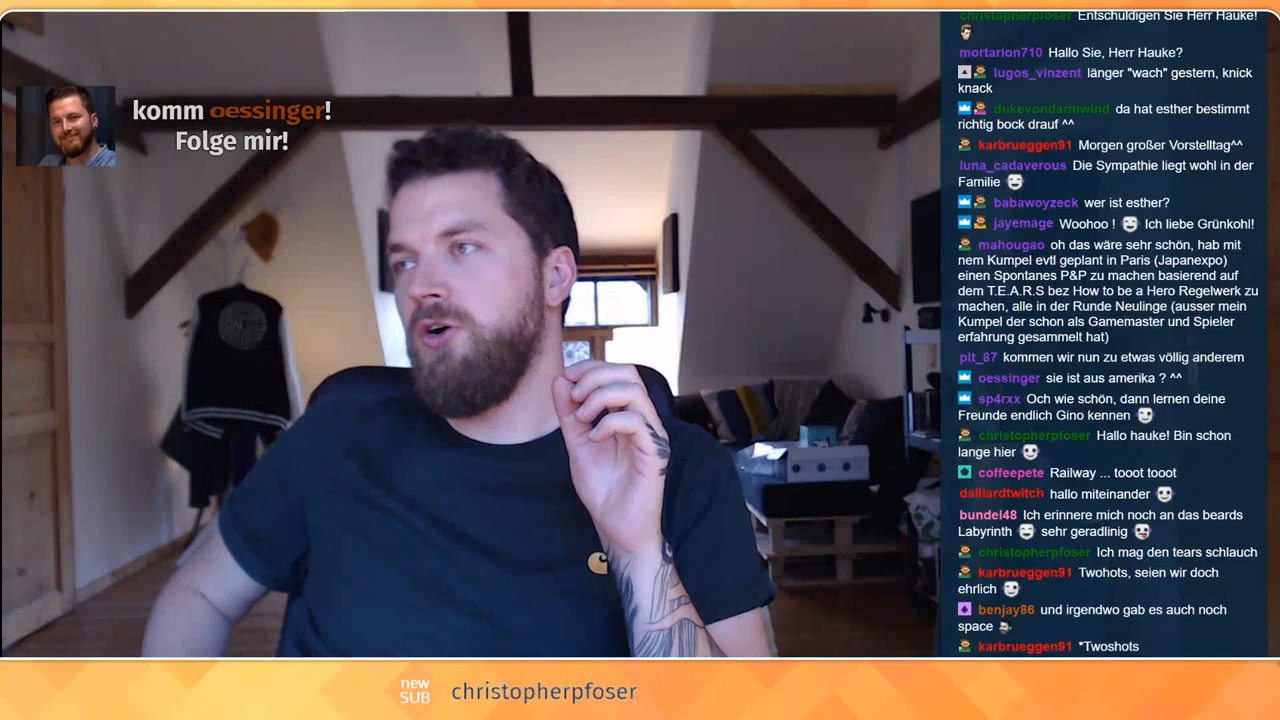 komm oessinger!
Folge mir!
christopherpfoser Entschuldigen Sie Herr Hauke!
mortarion710 Hallo Sie, Herr Hauke?
lugos_vinzent länger "wach" gestern, knick
knack
dukevondarmwind da hat esther bestimmt
richtig bock drauf ^^
karbrueggen91 Morgen großer Vorstelltag^^
luna_cadaverous Die Sympathie liegt wohl in der
Familie
babawoyzeck wer ist esther?
jayemage Woohoo ! Ich liebe Grünkohl!
mahougao oh das wäre sehr schön, hab mit
nem Kumpel evtl geplant in Paris (Japanexpo)
einen Spontanes P&P zu machen basierend auf
dem T.E.A.R.S bez How to be a Hero Regelwerk zu
machen, alle in der Runde Neulinge (ausser mein
Kumpel der schon als Gamemaster und Spieler
erfahrung gesammelt hat)
pit_87 kommen wir nun zu etwas völlig anderem
oessinger sie ist aus amerika ? ^^
sp4rxx Och wie schön, dann lernen deine
Freunde endlich Gino kennen
christopherpfoser Hallo hauke! Bin schon
lange hier
coffeepete Railway ... tooot tooot
dalliardtwitch hallo miteinander
bundel48 Ich erinnere mich noch an das beards
Labyrinth sehr geradlinig
christopherpfoser Ich mag den tears schlauch
karbrueggen91 Twohots, seien wir doch
ehrlich
benjay86 und irgendwo gab es auch noch
space
karbrueggen91 *Twoshots
new
SUB
christopherpfoser